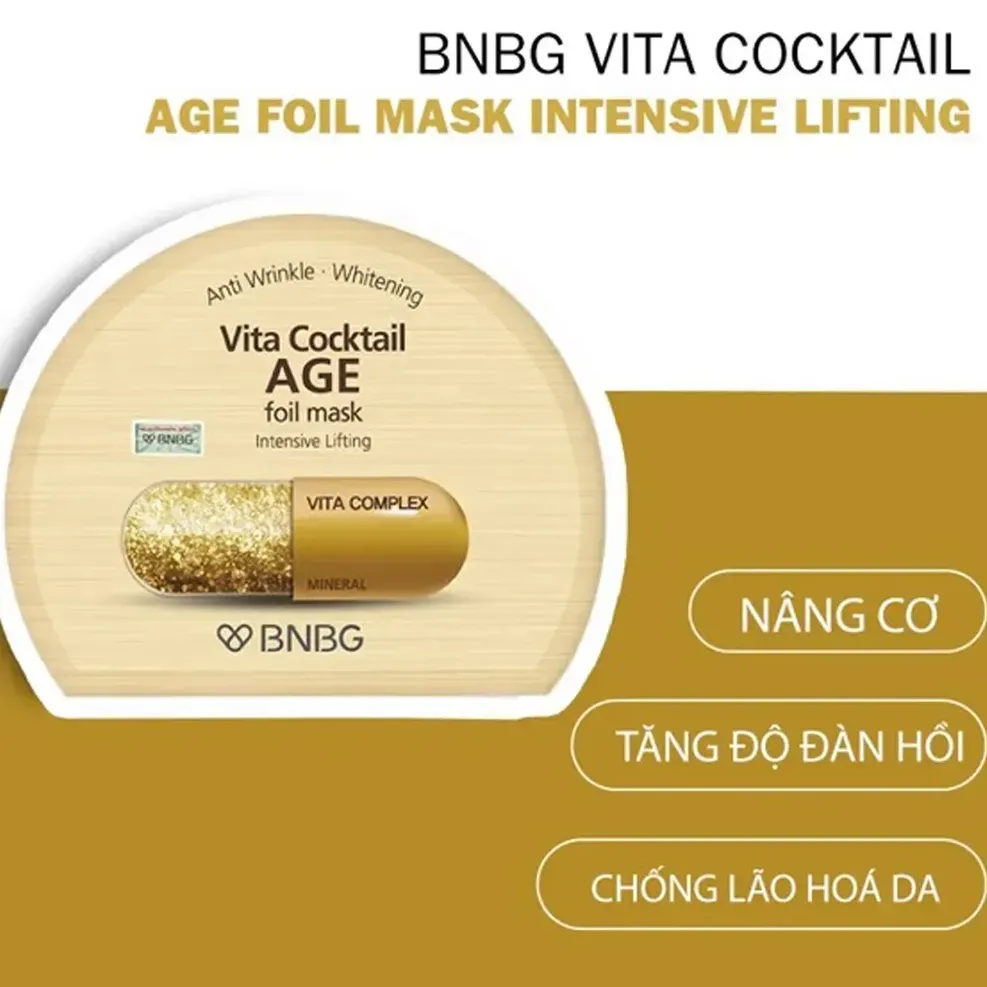 BNBG VITA COCKTAIL
AGE FOIL MASK INTENSIVE LIFTING
Anti Wrinkle · Whitening
Vita Cocktail
AGE
foil mask
Intensive Lifting
BNBG
VITA COMPLEX
MINERAL
BNBG
NÂNG CƠ
TĂNG ĐỘ ĐÀN HỒI
CHỐNG LÃO HOÁ DA